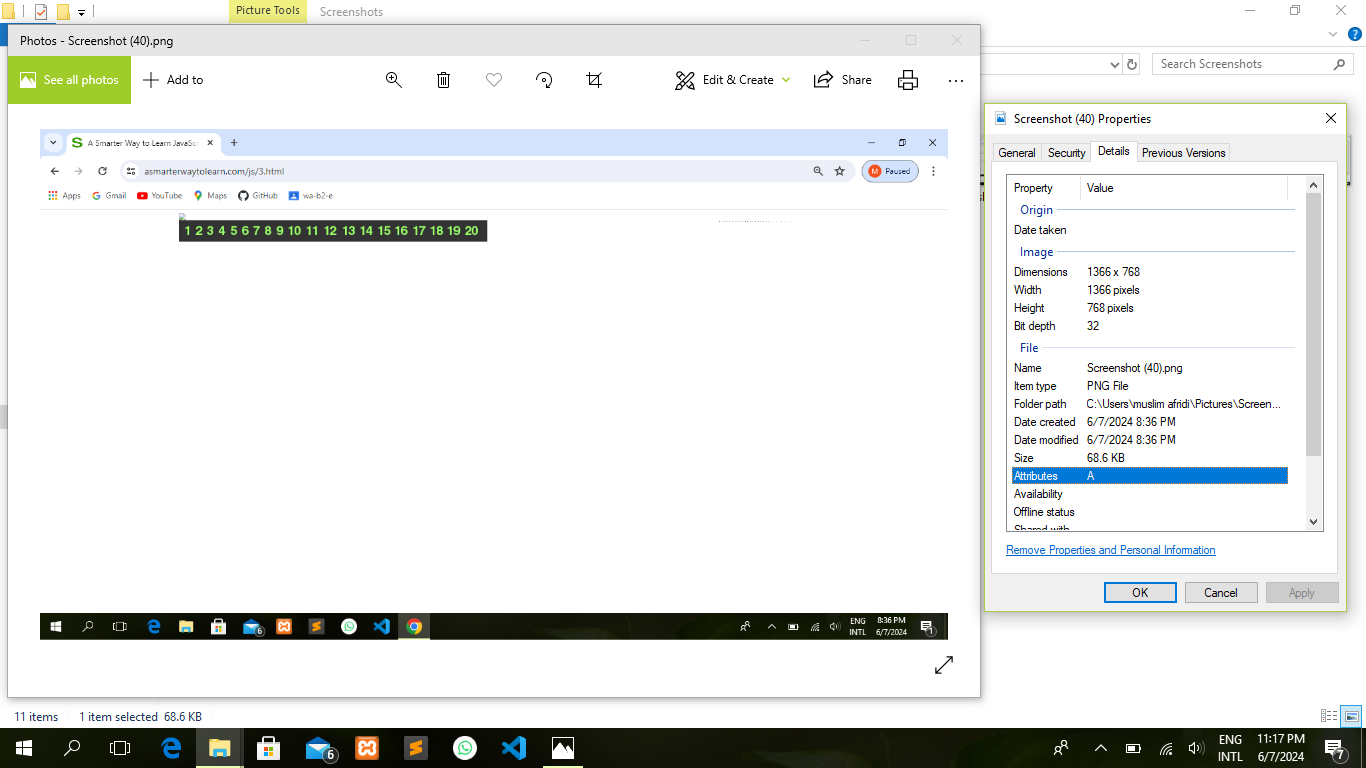 Picture Tools
Screenshots
Photos - Screenshot (40).png
See all photos
Add to
Edit & Create
Share
Search Screenshots
A Smarter Way to Learn JavaSc
asmarterwaytolearn.com/js/3.html
M Paused
Apps
Gmail
YouTube
Maps
GitHub
wa-b2-e
1 2 3 4 5 6 7 8 9 10 11 12 13 14 15 16 17 18 19 20
6
ENG
INTL
8:36 PM
6/7/2024
1
Screenshot (40) Properties
General
Security
Details
Previous Versions
Property Value
Origin
Date taken
Image
Dimensions 1366 x 768
Width 1366 pixels
Height 768 pixels
Bit depth 32
File
Name Screenshot (40).png
Item type PNG File
Folder path C:\Users\muslim afridi\Pictures\Screen...
Date created 6/7/2024 8:36 PM
Date modified 6/7/2024 8:36 PM
Size 68.6 KB
Attributes A
Availability
Offline status
Shared with
Remove Properties and Personal Information
OK
Cancel
Apply
11 items
1 item selected 68.6 KB
6
ENG
INTL
11:17 PM
6/7/2024
7